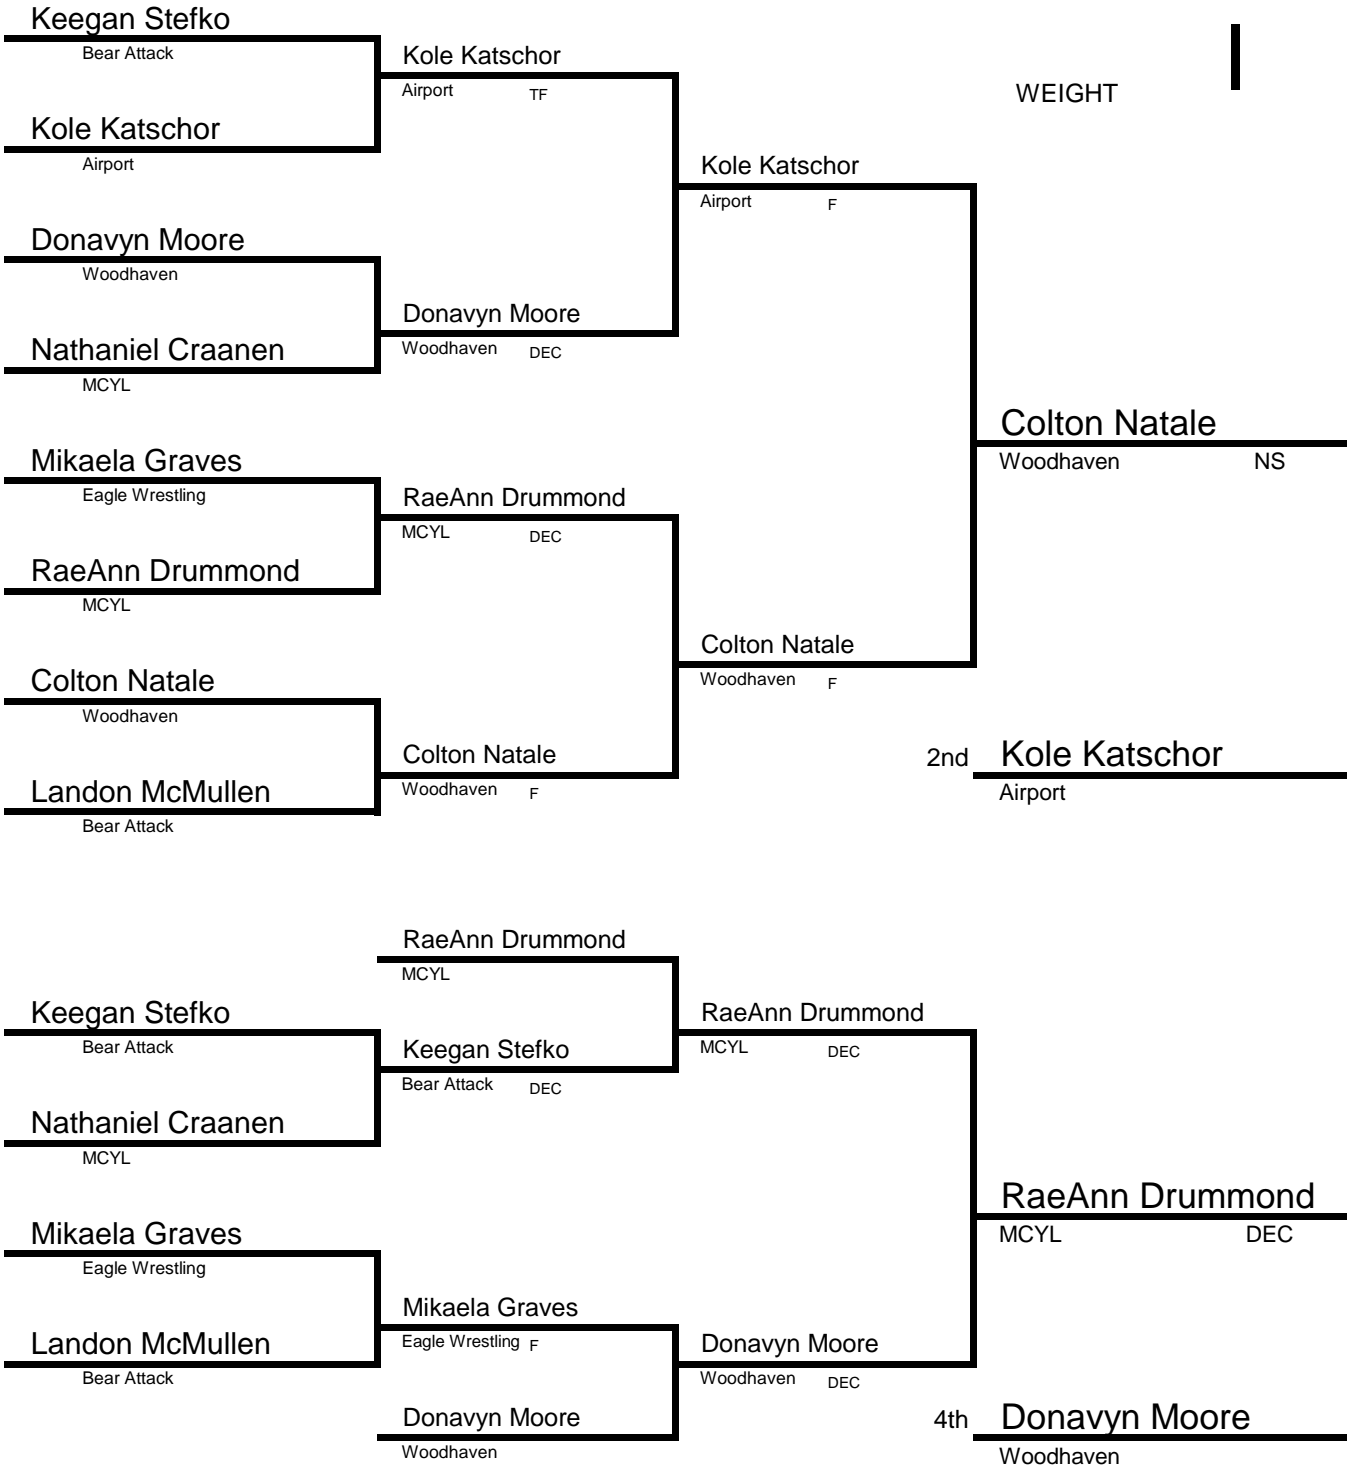 Keegan Stefko
Bear Attack
Kole Katschor
Airport TF
WEIGHT
Kole Katschor
Airport
Kole Katschor
Airport F
Donavyn Moore
Woodhaven
Donavyn Moore
Woodhaven DEC
Nathaniel Craanen
MCYL
Colton Natale
Woodhaven NS
Mikaela Graves
Eagle Wrestling
RaeAnn Drummond
MCYL DEC
RaeAnn Drummond
MCYL
Colton Natale
Woodhaven F
Colton Natale
Woodhaven
Colton Natale
Woodhaven F
2nd Kole Katschor
Airport
Landon McMullen
Bear Attack
RaeAnn Drummond
MCYL
Keegan Stefko
Bear Attack
RaeAnn Drummond
MCYL DEC
Keegan Stefko
Bear Attack DEC
Nathaniel Craanen
MCYL
RaeAnn Drummond
MCYL DEC
Mikaela Graves
Eagle Wrestling
Mikaela Graves
Eagle Wrestling F
Landon McMullen
Bear Attack
Donavyn Moore
Woodhaven DEC
Donavyn Moore
Woodhaven
4th Donavyn Moore
Woodhaven